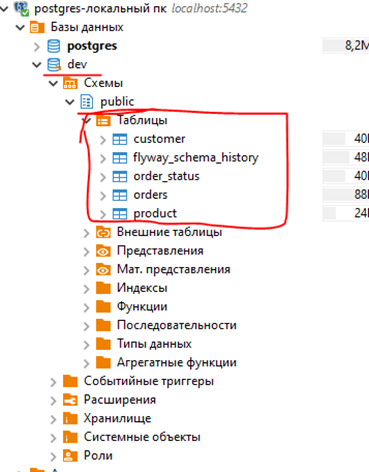 postgres-локальный пк localhost:5432
Базы данных
postgres 8,2M
dev
Схемы
public
Таблицы
customer 40
flyway_schema_history 48
order_status 40
orders 88
product 24
Внешние таблицы
Представления
Мат. представления
Индексы
Функции
Последовательности
Типы данных
Агрегатные функции
Событийные триггеры
Расширения
Хранилище
Системные объекты
Роли